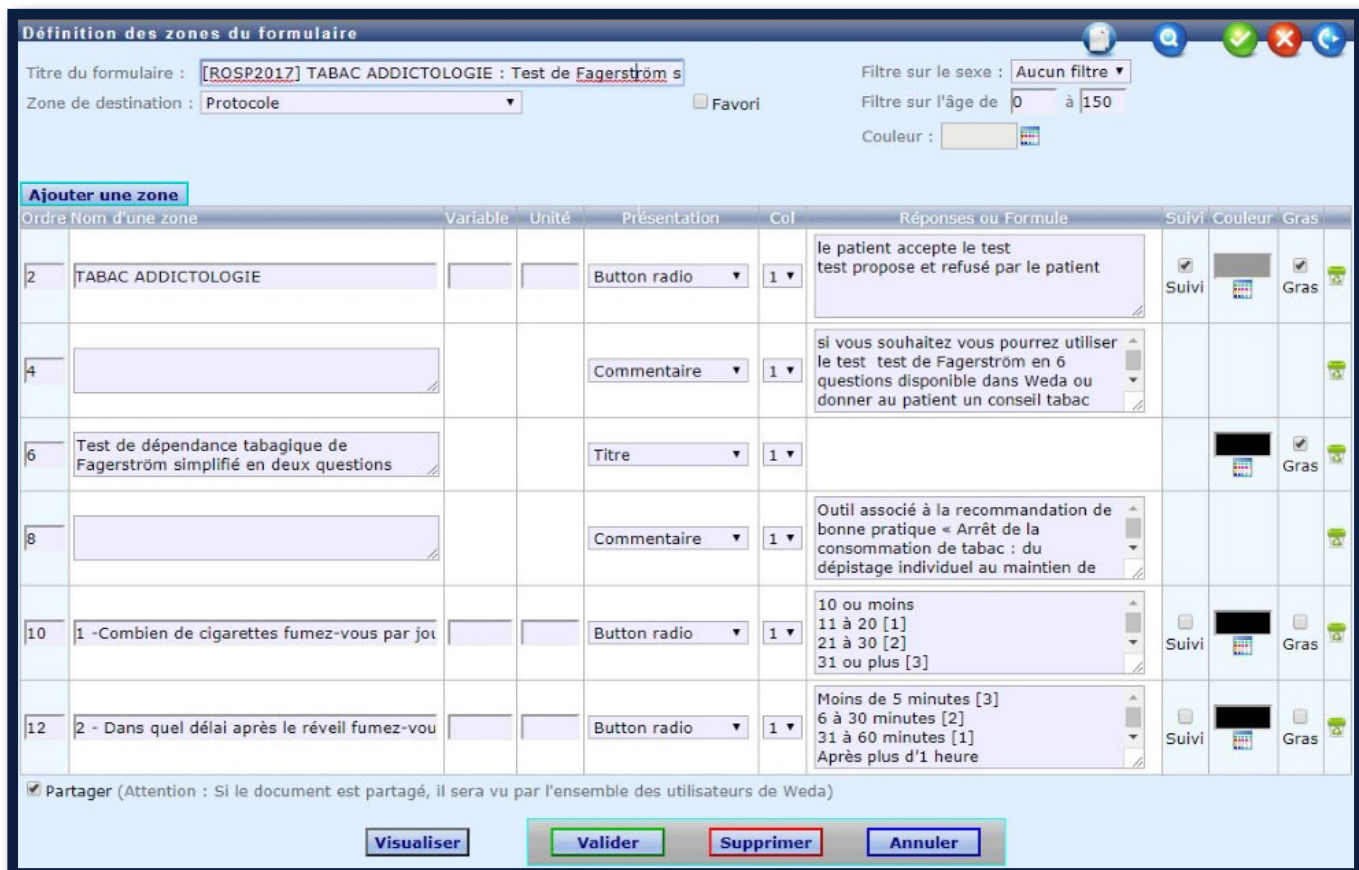 Définition des zones du formulaire
Titre du formulaire : [ROSP2017] TABAC ADDICTOLOGIE : Test de Fagerström s
Filtre sur le sexe : Aucun filtre
Zone de destination : Protocole
Favori
Filtre sur l'âge de 0 à 150
Couleur :
Ajouter une zone
Ordre Nom d'une zone Variable Unité Présentation Col Réponses ou Formule Suivi Couleur Gras
2 TABAC ADDICTOLOGIE Button radio 1
le patient accepte le test
test propose et refusé par le patient
Suivi Gras
4 Commentaire 1
si vous souhaitez vous pourrez utiliser
le test test de Fagerström en 6
questions disponible dans Weda ou
donner au patient un conseil tabac
6
Test de dépendance tabagique de
Fagerström simplifié en deux questions
Titre 1
Gras
8 Commentaire 1
Outil associé à la recommandation de
bonne pratique « Arrêt de la
consommation de tabac : du
dépistage individuel au maintien de
10 1 -Combien de cigarettes fumez-vous par jou Button radio 1
10 ou moins
11 à 20 [1]
21 à 30 [2]
31 ou plus [3]
Suivi Gras
12 2 - Dans quel délai après le réveil fumez-vou Button radio 1
Moins de 5 minutes [3]
6 à 30 minutes [2]
31 à 60 minutes [1]
Après plus d'1 heure
Suivi Gras
Partager (Attention : Si le document est partagé, il sera vu par l'ensemble des utilisateurs de Weda)
Visualiser Valider Supprimer Annuler